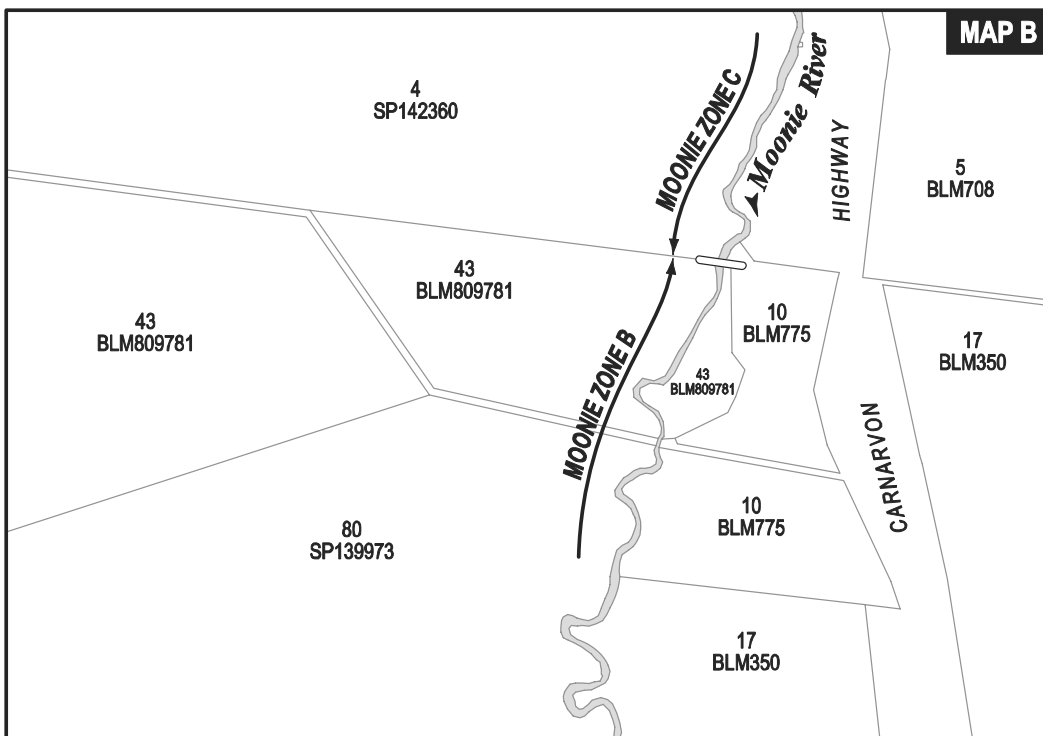 MAP B
4
SP142360
MOONIE ZONE C
Moonie River
HIGHWAY
5
BLM708
43
BLM809781
43
BLM809781
10
BLM775
17
BLM350
MOONIE ZONE B
43
BLM809781
CARNARVON
80
SP139973
10
BLM775
17
BLM350